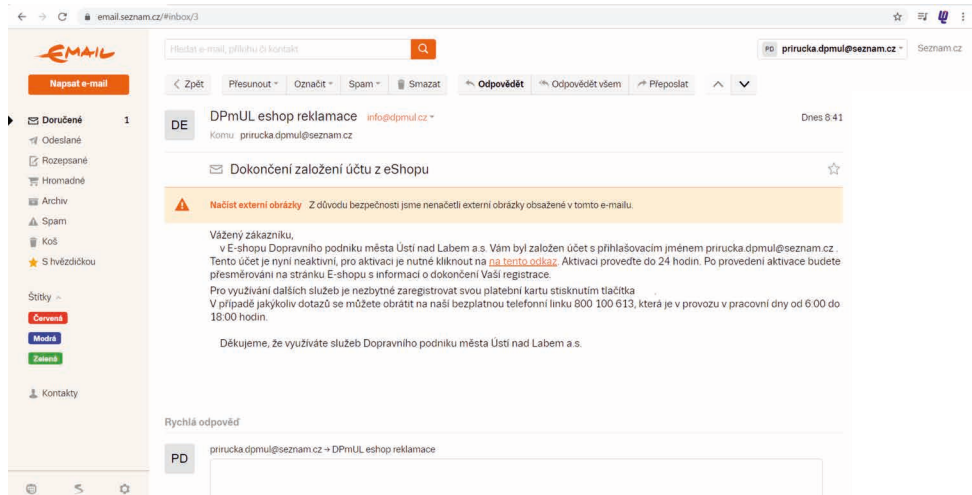 email.seznam.cz/#inbox/3
EMAIL
Hledat e-mail, přílohu či kontakt
PD prirucka.dpmul@seznam.cz
Seznam.cz
Napsat e-mail
Zpět Přesunout Označit Spam Smazat Odpovědět Odpovědět všem Přeposlat
Doručené 1
Odeslané
Rozepsané
Hromadné
Archiv
Spam
Koš
S hvězdičkou
Štítky
Červená
Modrá
Zelená
Kontakty
DE
DPmUL eshop reklamace info@dpmul.cz
Dnes 8:41
Komu prirucka.dpmul@seznam.cz
Dokončení založení účtu z eShopu
Načíst externí obrázky Z důvodu bezpečnosti jsme nenačetli externí obrázky obsažené v tomto e-mailu.
Vážený zákazníku,
v E-shopu Dopravního podniku města Ústí nad Labem a.s. Vám byl založen účet s přihlašovacím jménem prirucka.dpmul@seznam.cz .
Tento účet je nyní neaktivní, pro aktivaci je nutné kliknout na na tento odkaz. Aktivaci proveďte do 24 hodin. Po provedení aktivace budete
přesměrováni na stránku E-shopu s informaci o dokončení Vaší registrace.
Pro využívání dalších služeb je nezbytné zaregistrovat svou platební kartu stisknutím tlačítka .
V případě jakýkoliv dotazů se můžete obrátit na naší bezplatnou telefonní linku 800 100 613, která je v provozu v pracovní dny od 6:00 do
18:00 hodin.
Děkujeme, že využíváte služeb Dopravního podniku města Ústí nad Labem a.s.
Rychlá odpověď
PD
prirucka.dpmul@seznam.cz → DPmUL eshop reklamace